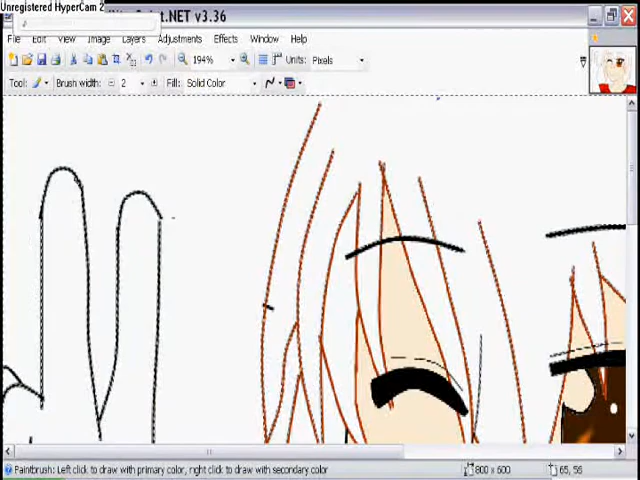 Unregistered HyperCam 2
.NET v3.36
File Edit View Image Layers Adjustments Effects Window Help
194% Units: Pixels
Tool: Brush width: 2 Fill: Solid Color
Paintbrush: Left click to draw with primary color, right click to draw with secondary color 800 x 600 65, 56